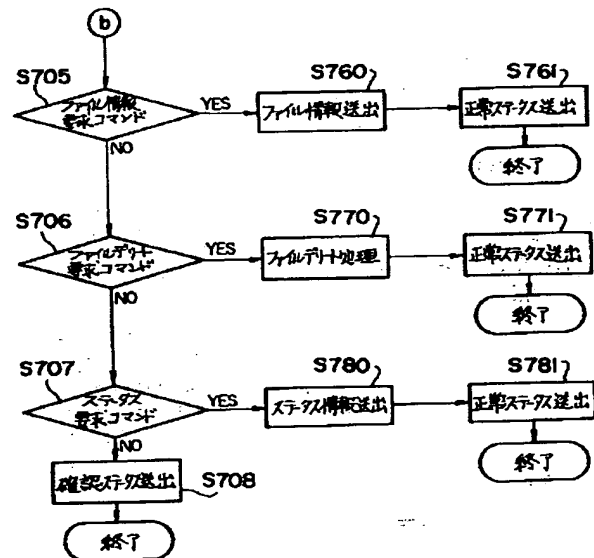 b
S705
ファイル情報
要求コマンド
YES
NO
S760
ファイル情報送出
S761
正常ステータス送出
終了
S706
ファイルデリート
要求コマンド
YES
NO
S770
ファイルデリート処理
S771
正常ステータス送出
終了
S707
ステータス
要求コマンド
YES
NO
S780
ステータス情報送出
S781
正常ステータス送出
終了
確認ステータス送出
S708
終了